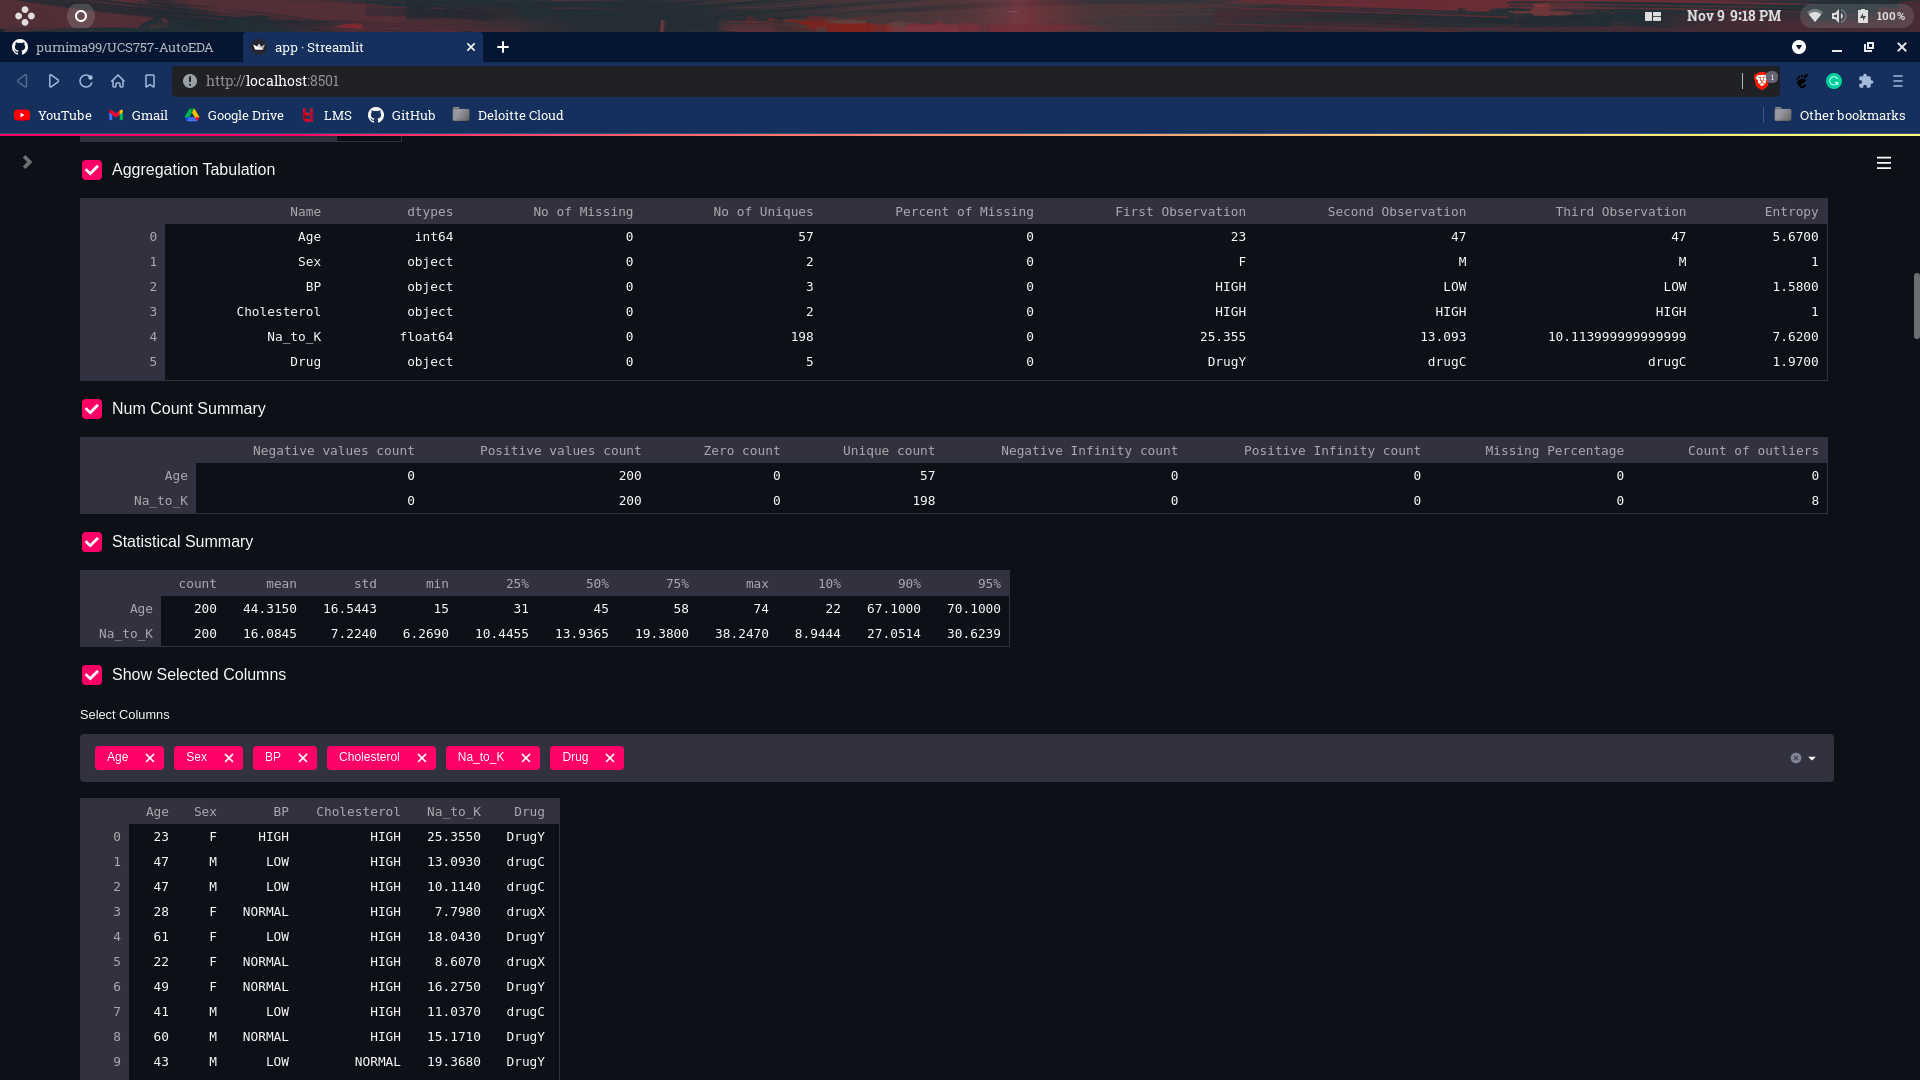 Nov 9 9:18 PM 100%
purnima99/UCS757-AutoEDA app · Streamlit
http://localhost:8501 1
YouTube Gmail Google Drive LMS GitHub Deloitte Cloud Other bookmarks
Aggregation Tabulation
Name dtypes No of Missing No of Uniques Percent of Missing First Observation Second Observation Third Observation Entropy
0 Age int64 0 57 0 23 47 47 5.6700
1 Sex object 0 2 0 F M M 1
2 BP object 0 3 0 HIGH LOW LOW 1.5800
3 Cholesterol object 0 2 0 HIGH HIGH HIGH 1
4 Na_to_K float64 0 198 0 25.355 13.093 10.113999999999999 7.6200
5 Drug object 0 5 0 DrugY drugC drugC 1.9700
Num Count Summary
Negative values count Positive values count Zero count Unique count Negative Infinity count Positive Infinity count Missing Percentage Count of outliers
Age 0 200 0 57 0 0 0 0
Na_to_K 0 200 0 198 0 0 0 8
Statistical Summary
count mean std min 25% 50% 75% max 10% 90% 95%
Age 200 44.3150 16.5443 15 31 45 58 74 22 67.1000 70.1000
Na_to_K 200 16.0845 7.2240 6.2690 10.4455 13.9365 19.3800 38.2470 8.9444 27.0514 30.6239
Show Selected Columns
Select Columns
Age Sex BP Cholesterol Na_to_K Drug
Age Sex BP Cholesterol Na_to_K Drug
0 23 F HIGH HIGH 25.3550 DrugY
1 47 M LOW HIGH 13.0930 drugC
2 47 M LOW HIGH 10.1140 drugC
3 28 F NORMAL HIGH 7.7980 drugX
4 61 F LOW HIGH 18.0430 DrugY
5 22 F NORMAL HIGH 8.6070 drugX
6 49 F NORMAL HIGH 16.2750 DrugY
7 41 M LOW HIGH 11.0370 drugC
8 60 M NORMAL HIGH 15.1710 DrugY
9 43 M LOW NORMAL 19.3680 DrugY